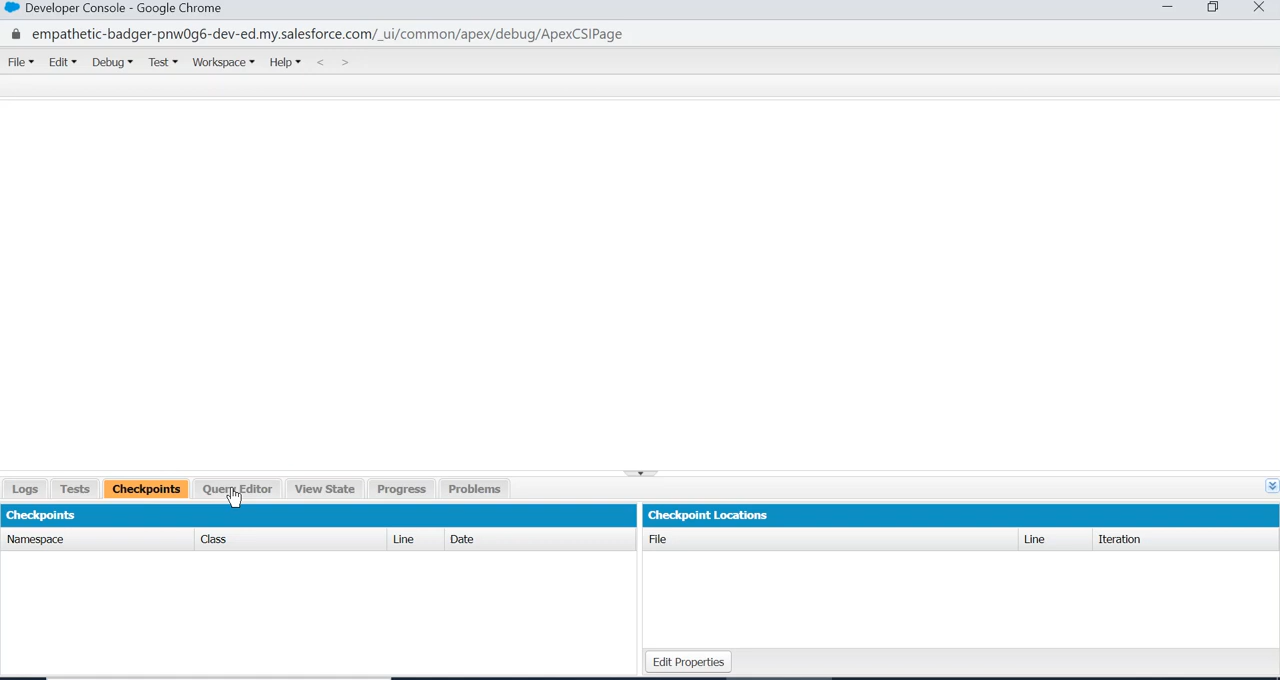 Developer Console - Google Chrome
empathetic-badger-pnw0g6-dev-ed.my.salesforce.com/_ui/common/apex/debug/ApexCSIPage
File Edit Debug Test Workspace Help < >
Logs Tests Checkpoints Query Editor View State Progress Problems
Checkpoints Checkpoint Locations
Namespace Class Line Date File Line Iteration
Edit Properties